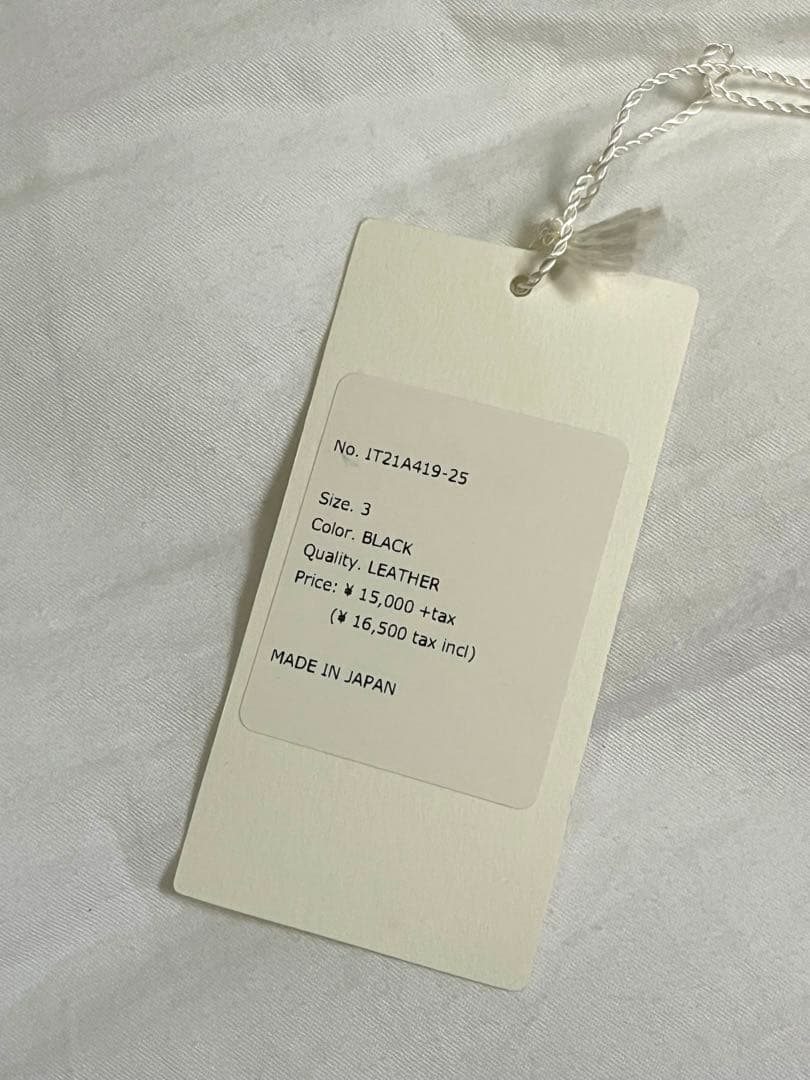 No. IT21A419-25
Size. 3
Color. BLACK
Quality. LEATHER
Price: ¥ 15,000 +tax
(¥ 16,500 tax incl)
MADE IN JAPAN